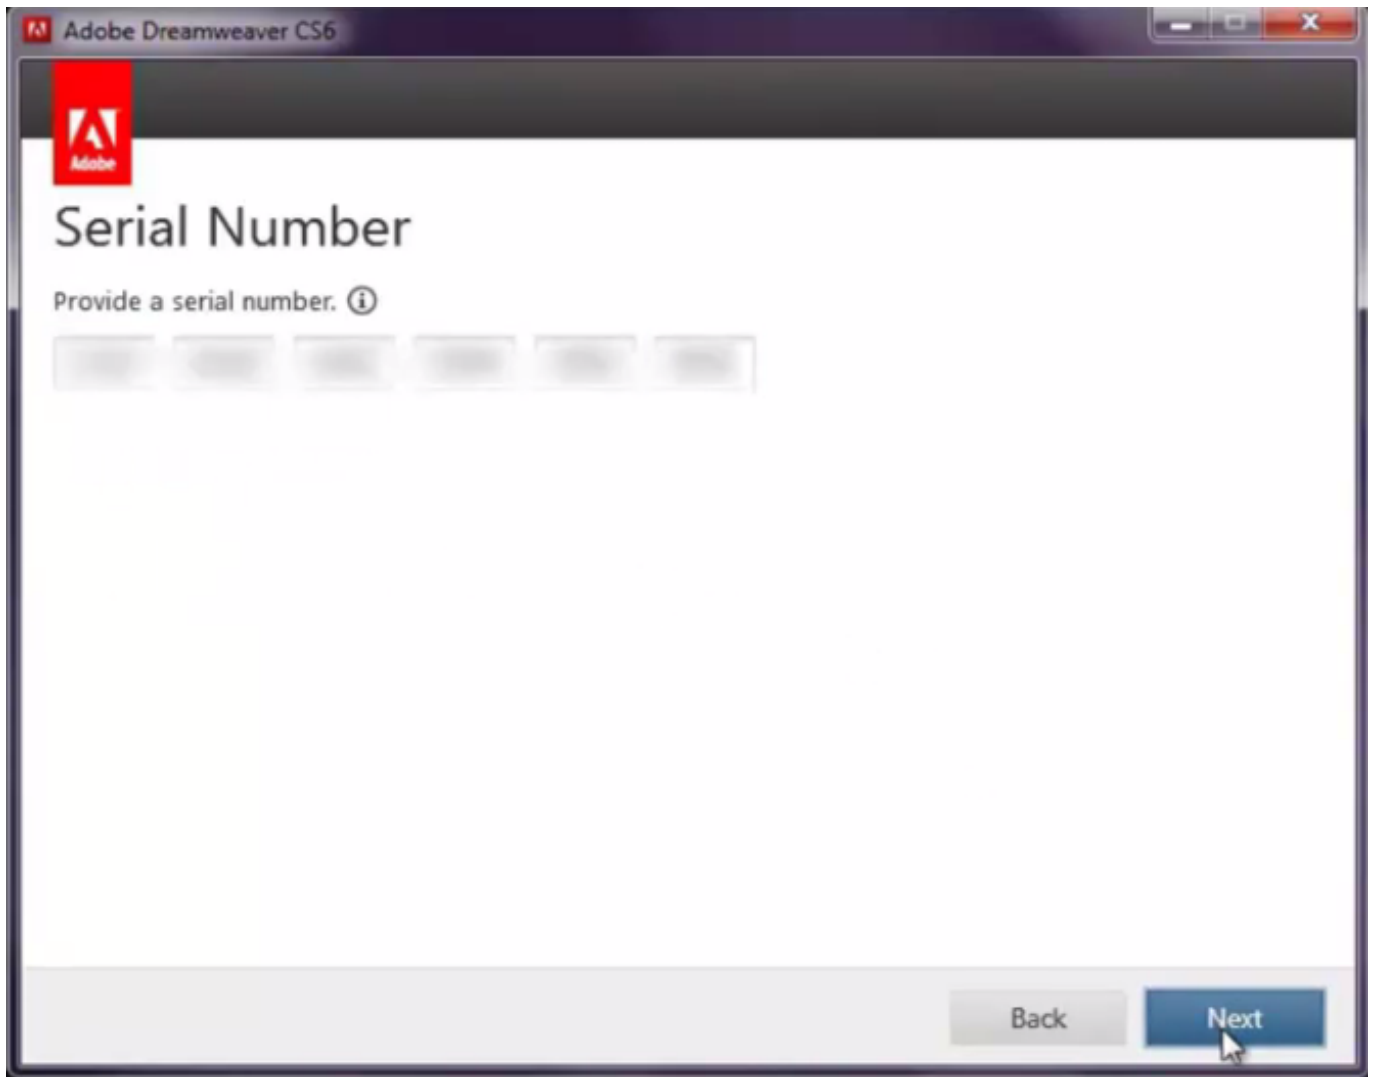 Adobe Dreamweaver CS6
Adobe
Serial Number
Provide a serial number.
Back
Next